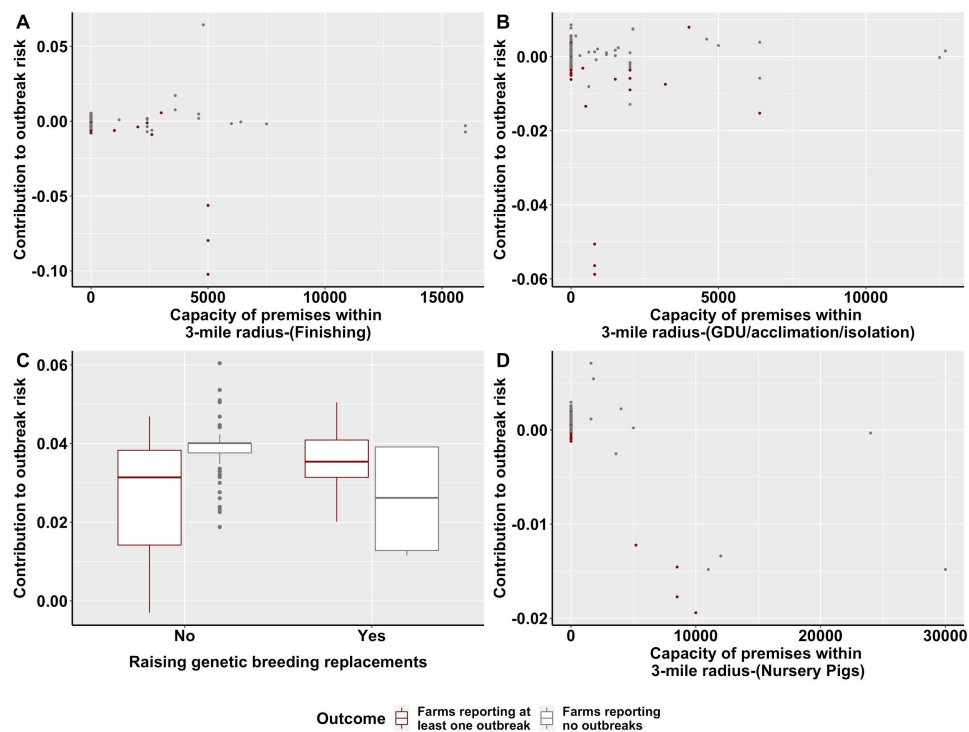 A
Contribution to outbreak risk
0.05
0.00
-0.05
-0.10
0
5000
10000
15000
Capacity of premises within
3-mile radius-(Finishing)
B
Contribution to outbreak risk
0.00
-0.02
-0.04
-0.06
0
5000
10000
Capacity of premises within
3-mile radius-(GDU/acclimation/isolation)
C
Contribution to outbreak risk
0.06
0.04
0.02
0.00
No
Yes
Raising genetic breeding replacements
D
Contribution to outbreak risk
0.00
-0.01
-0.02
0
10000
20000
30000
Capacity of premises within
3-mile radius-(Nursery Pigs)
Outcome
Farms reporting at
least one outbreak
Farms reporting
no outbreaks